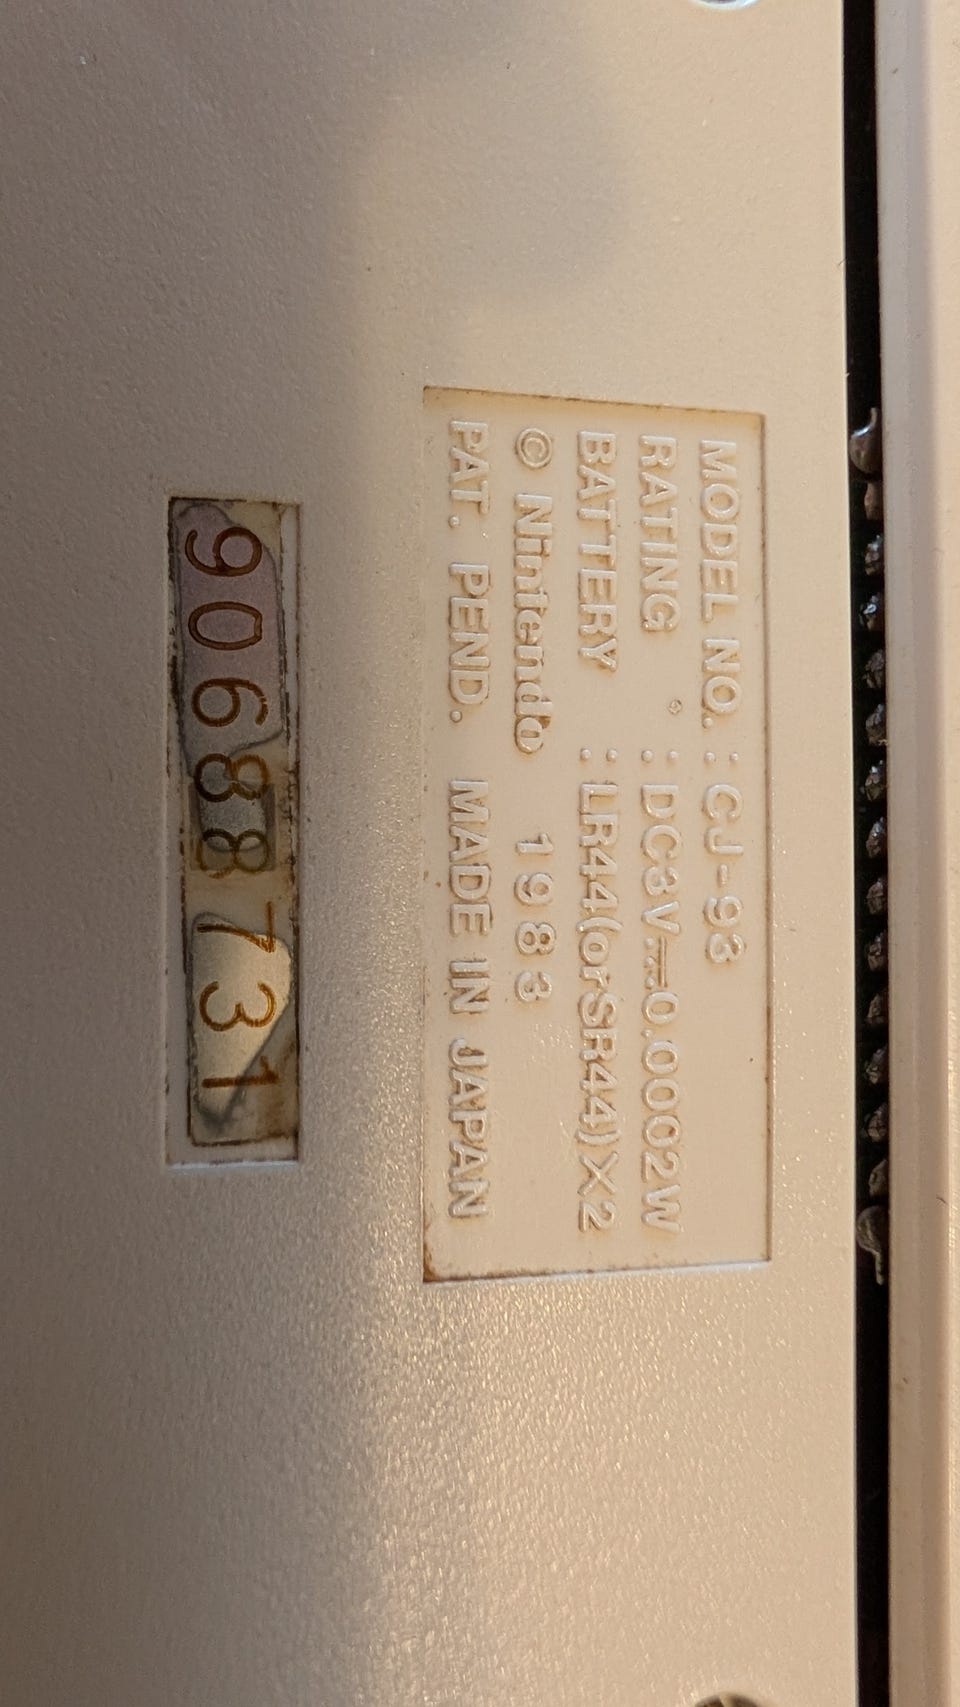 MODEL NO. : CJ-93
RATING : DC3V⎓0.0002W
BATTERY : LR44(orSR44)X2
© Nintendo 1983
PAT. PEND. MADE IN JAPAN
90688731